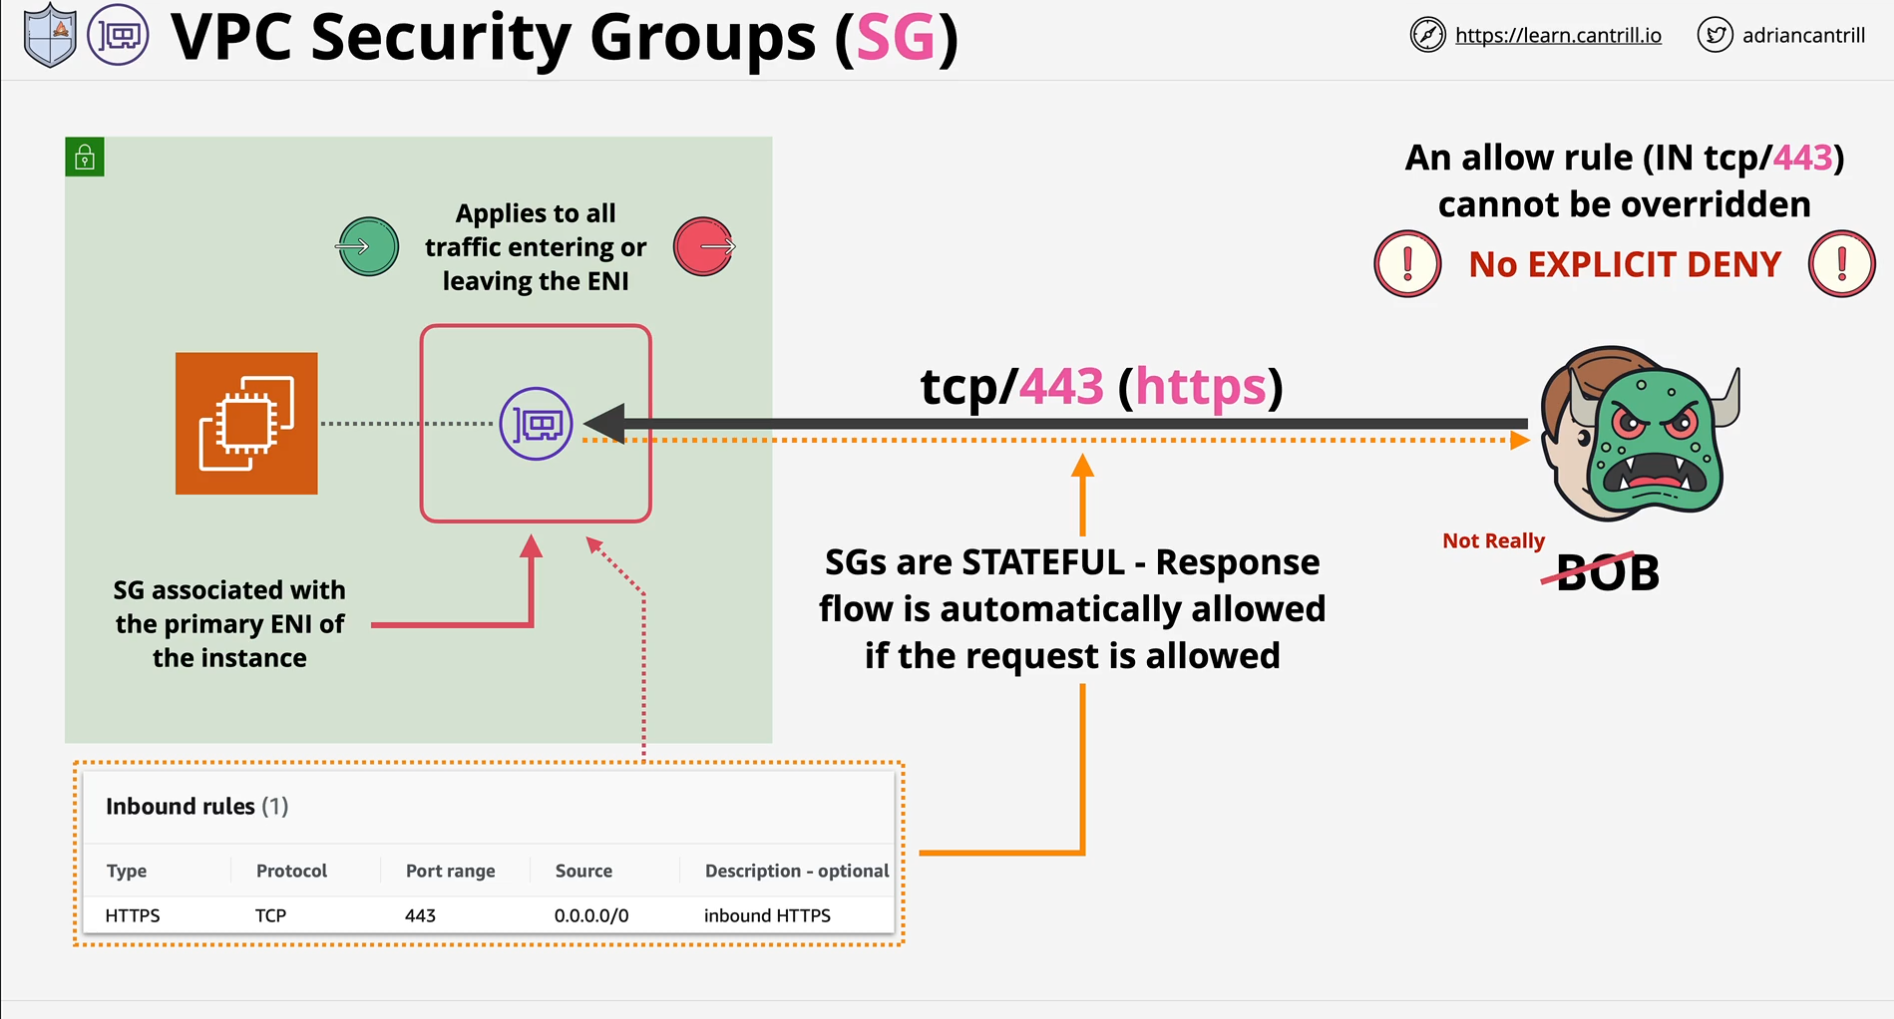 VPC Security Groups (SG)
https://learn.cantrill.io
adriancantrill
Applies to all
traffic entering or
leaving the ENI
An allow rule (IN tcp/443)
cannot be overridden
No EXPLICIT DENY
tcp/443 (https)
Not Really
BOB
SGs are STATEFUL - Response
flow is automatically allowed
if the request is allowed
SG associated with
the primary ENI of
the instance
Inbound rules (1)
Type Protocol Port range Source Description - optional
HTTPS TCP 443 0.0.0.0/0 inbound HTTPS